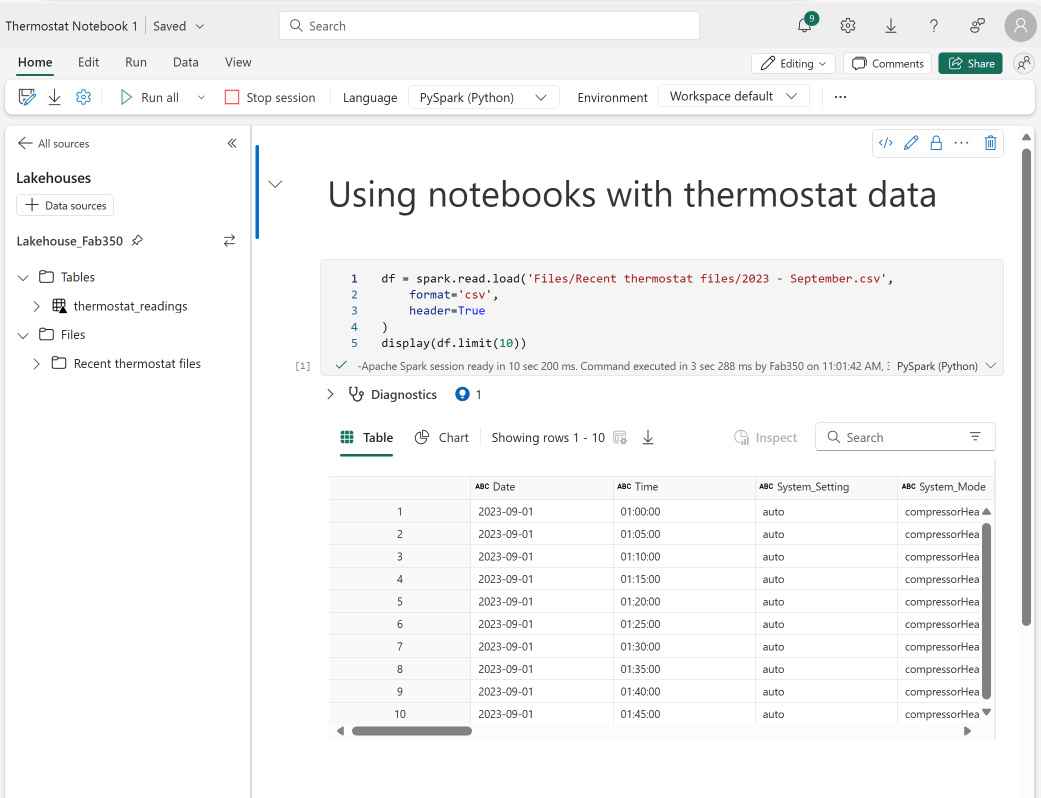 Thermostat Notebook 1 Saved Search 9
Home Edit Run Data View Editing Comments Share
Run all Stop session Language PySpark (Python) Environment Workspace default ...
All sources
Lakehouses
Data sources
Lakehouse_Fab350
Tables
thermostat_readings
Files
Recent thermostat files
Using notebooks with thermostat data
1 df = spark.read.load('Files/Recent thermostat files/2023 - September.csv',
2 format='csv',
3 header=True
4 )
5 display(df.limit(10))
[1] -Apache Spark session ready in 10 sec 200 ms. Command executed in 3 sec 288 ms by Fab350 on 11:01:42 AM, PySpark (Python)
Diagnostics 1
Table Chart Showing rows 1 - 10 Inspect Search
ABC Date ABC Time ABC System_Setting ABC System_Mode
1 2023-09-01 01:00:00 auto compressorHea
2 2023-09-01 01:05:00 auto compressorHea
3 2023-09-01 01:10:00 auto compressorHea
4 2023-09-01 01:15:00 auto compressorHea
5 2023-09-01 01:20:00 auto compressorHea
6 2023-09-01 01:25:00 auto compressorHea
7 2023-09-01 01:30:00 auto compressorHea
8 2023-09-01 01:35:00 auto compressorHea
9 2023-09-01 01:40:00 auto compressorHea
10 2023-09-01 01:45:00 auto compressorHea